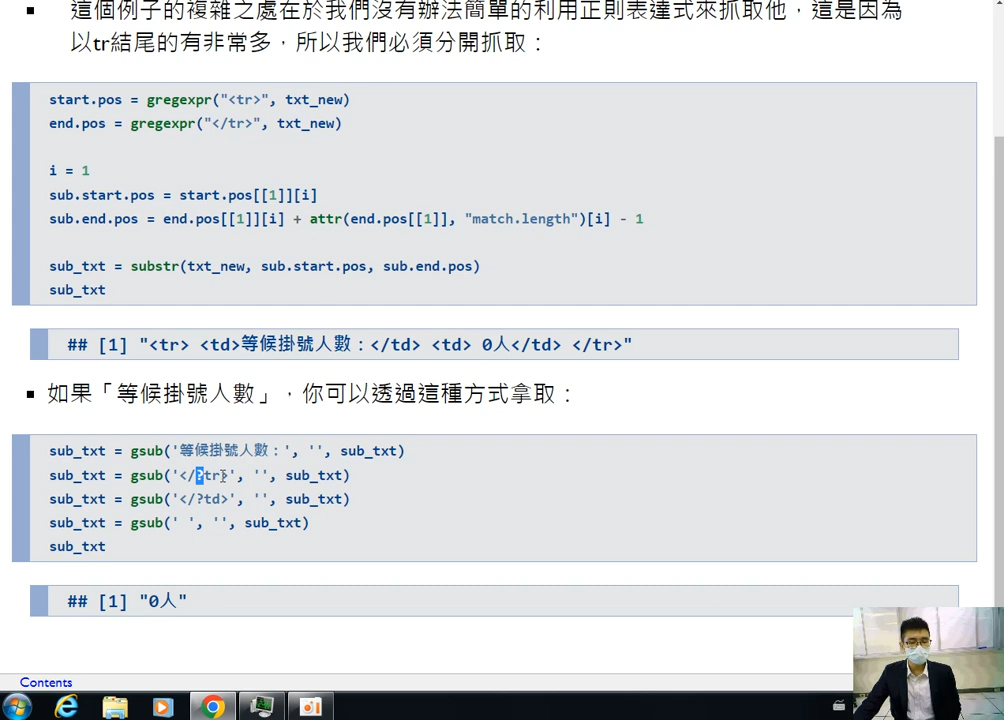 這個例子的複雜之處在於我們沒有辦法簡單的利用正則表達式來抓取他，這是因為
以tr結尾的有非常多，所以我們必須分開抓取：
start.pos = gregexpr("<tr>", txt_new)
end.pos = gregexpr("</tr>", txt_new)
i = 1
sub.start.pos = start.pos[[1]][i]
sub.end.pos = end.pos[[1]][i] + attr(end.pos[[1]], "match.length")[i] - 1
sub_txt = substr(txt_new, sub.start.pos, sub.end.pos)
sub_txt
## [1] "<tr> <td>等候掛號人數：</td> <td> 0人</td> </tr>"
如果「等候掛號人數」，你可以透過這種方式拿取：
sub_txt = gsub('等候掛號人數：', '', sub_txt)
sub_txt = gsub('</?tr>', '', sub_txt)
sub_txt = gsub('</?td>', '', sub_txt)
sub_txt = gsub(' ', '', sub_txt)
sub_txt
## [1] "0人"
Contents